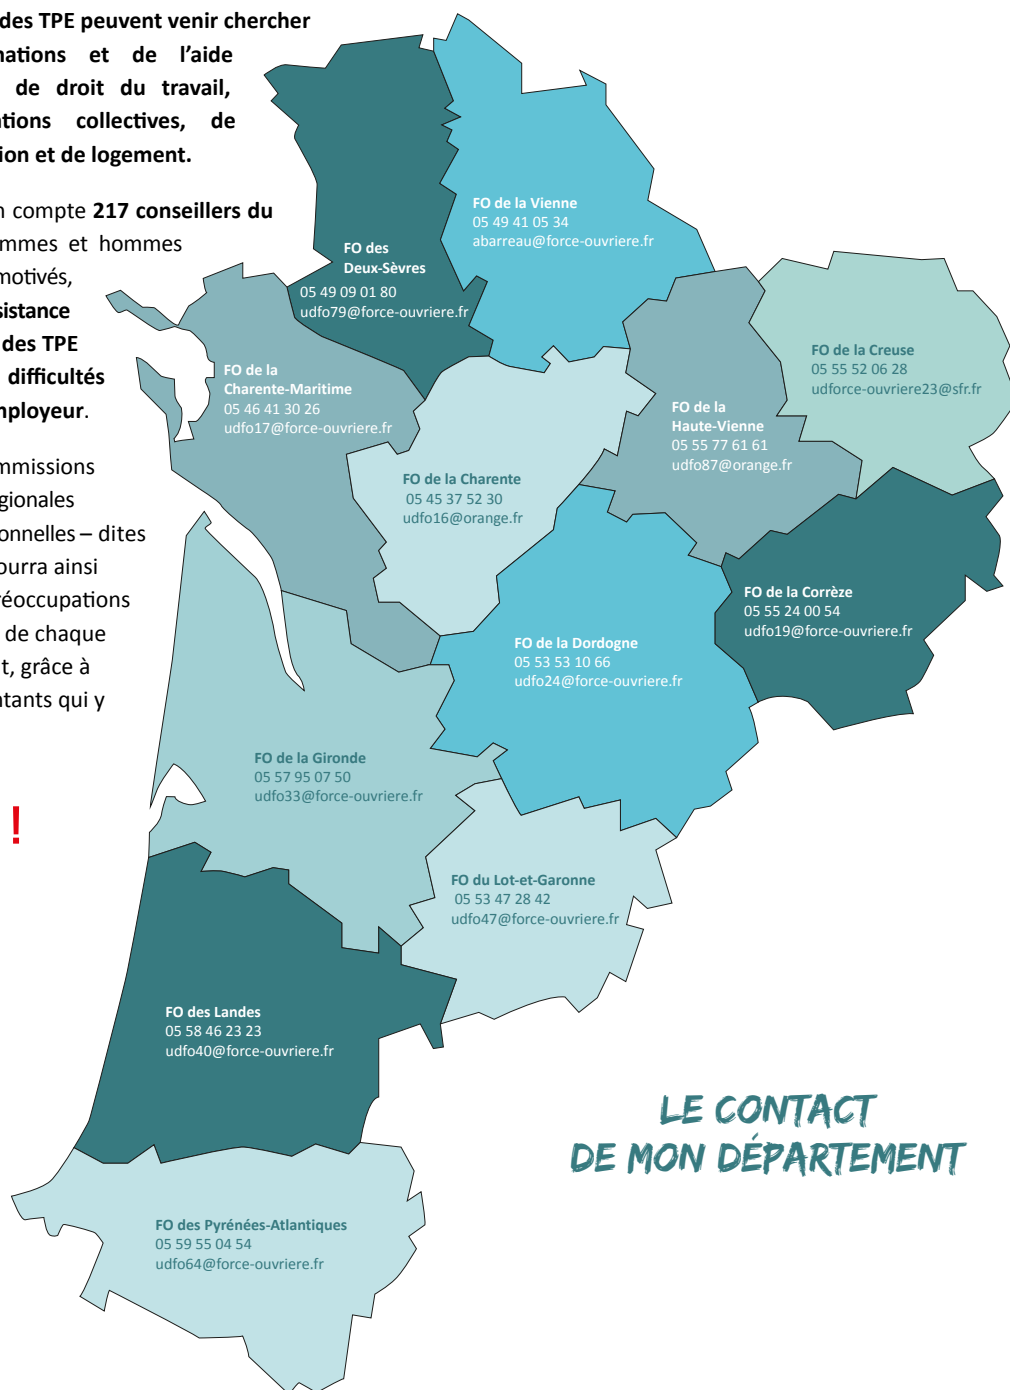 des TPE peuvent venir chercher
mations et de l'aide
de droit du travail,
ations collectives, de
ion et de logement.
n compte 217 conseillers du
mmes et hommes
motivés,
sistance
des TPE
difficultés
mployeur.
mmissions
égionales
onnelles – dites
ourra ainsi
réoccupations
de chaque
t, grâce à
ntants qui y
!
FO de la Vienne
05 49 41 05 34
abarreau@force-ouvriere.fr
FO des
Deux-Sèvres
05 49 09 01 80
udfo79@force-ouvriere.fr
FO de la Creuse
05 55 52 06 28
udforce-ouvriere23@sfr.fr
FO de la
Charente-Maritime
05 46 41 30 26
udfo17@force-ouvriere.fr
FO de la
Haute-Vienne
05 55 77 61 61
udfo87@orange.fr
FO de la Charente
05 45 37 52 30
udfo16@orange.fr
FO de la Corrèze
05 55 24 00 54
udfo19@force-ouvriere.fr
FO de la Dordogne
05 53 53 10 66
udfo24@force-ouvriere.fr
FO de la Gironde
05 57 95 07 50
udfo33@force-ouvriere.fr
FO du Lot-et-Garonne
05 53 47 28 42
udfo47@force-ouvriere.fr
FO des Landes
05 58 46 23 23
udfo40@force-ouvriere.fr
LE CONTACT
DE MON DÉPARTEMENT
FO des Pyrénées-Atlantiques
05 59 55 04 54
udfo64@force-ouvriere.fr